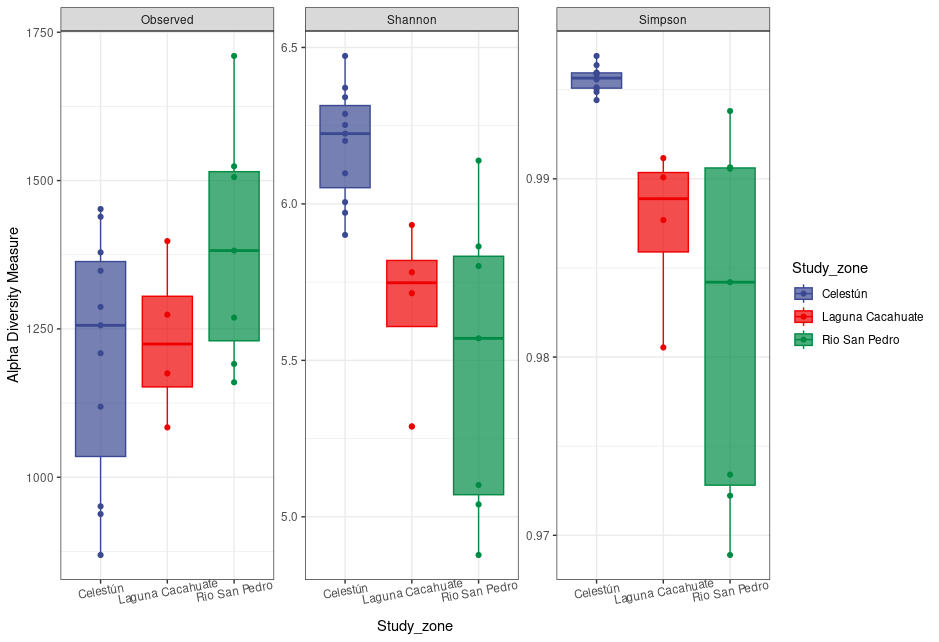 Observed
Shannon
Simpson
Alpha Diversity Measure
1750
1500
1250
1000
6.5
6.0
5.5
5.0
0.99
0.98
0.97
Celestún
Laguna Cacahuate
Rio San Pedro
Celestún
Laguna Cacahuate
Rio San Pedro
Celestún
Laguna Cacahuate
Rio San Pedro
Study_zone
Study_zone
Celestún
Laguna Cacahuate
Rio San Pedro